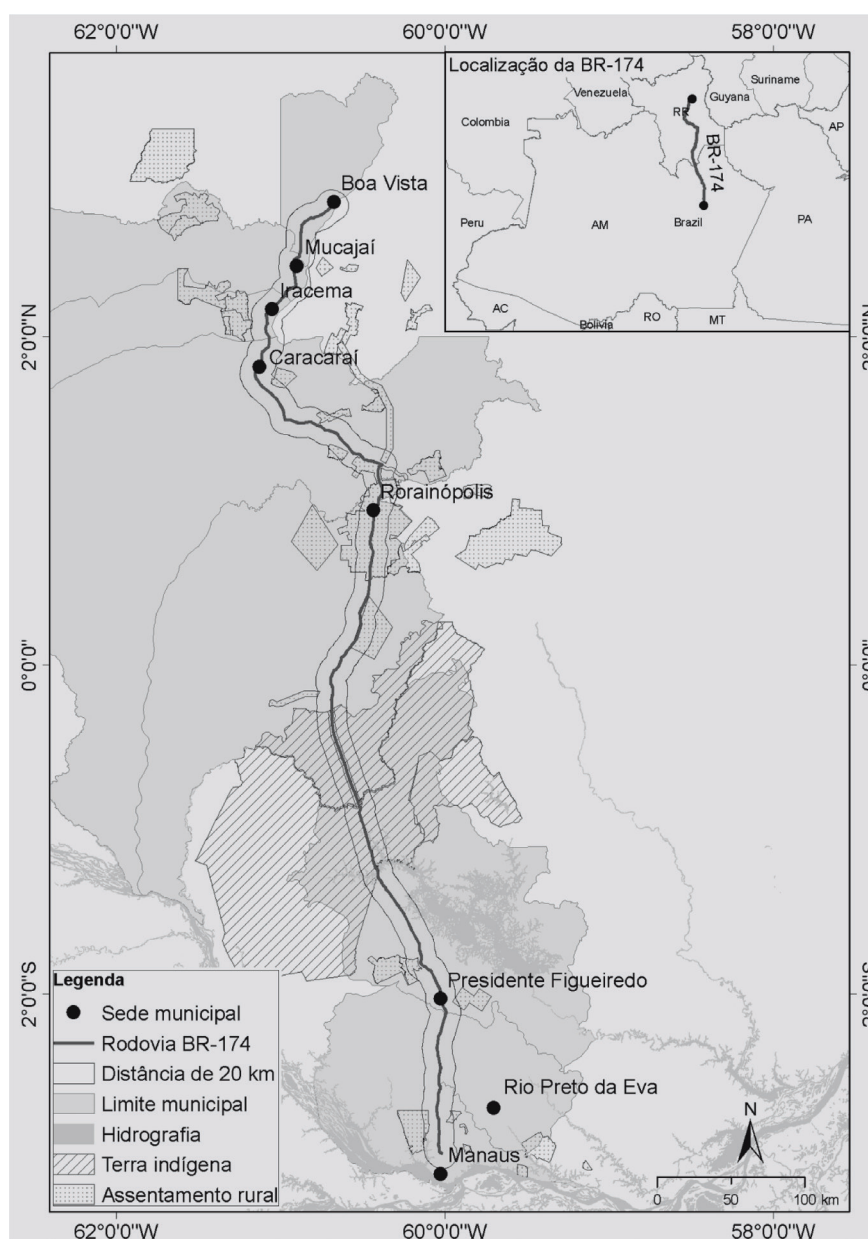 62°0'0"W 60°0'0"W 58°0'0"W
Localização da BR-174
Venezuela
Guyana
Suriname
Colombia
RR
AP
BR-174
Peru
AM
Brazil
PA
AC
Bolivia
RO
MT
Boa Vista
Mucajaí
Iracema
2°0'0"N
Caracaraí
Rorainópolis
0°0'0"
2°0'0"S
Presidente Figueiredo
Rio Preto da Eva
Manaus
N
0 50 100 km
Legenda
Sede municipal
Rodovia BR-174
Distância de 20 km
Limite municipal
Hidrografia
Terra indígena
Assentamento rural
62°0'0"W 60°0'0"W 58°0'0"W